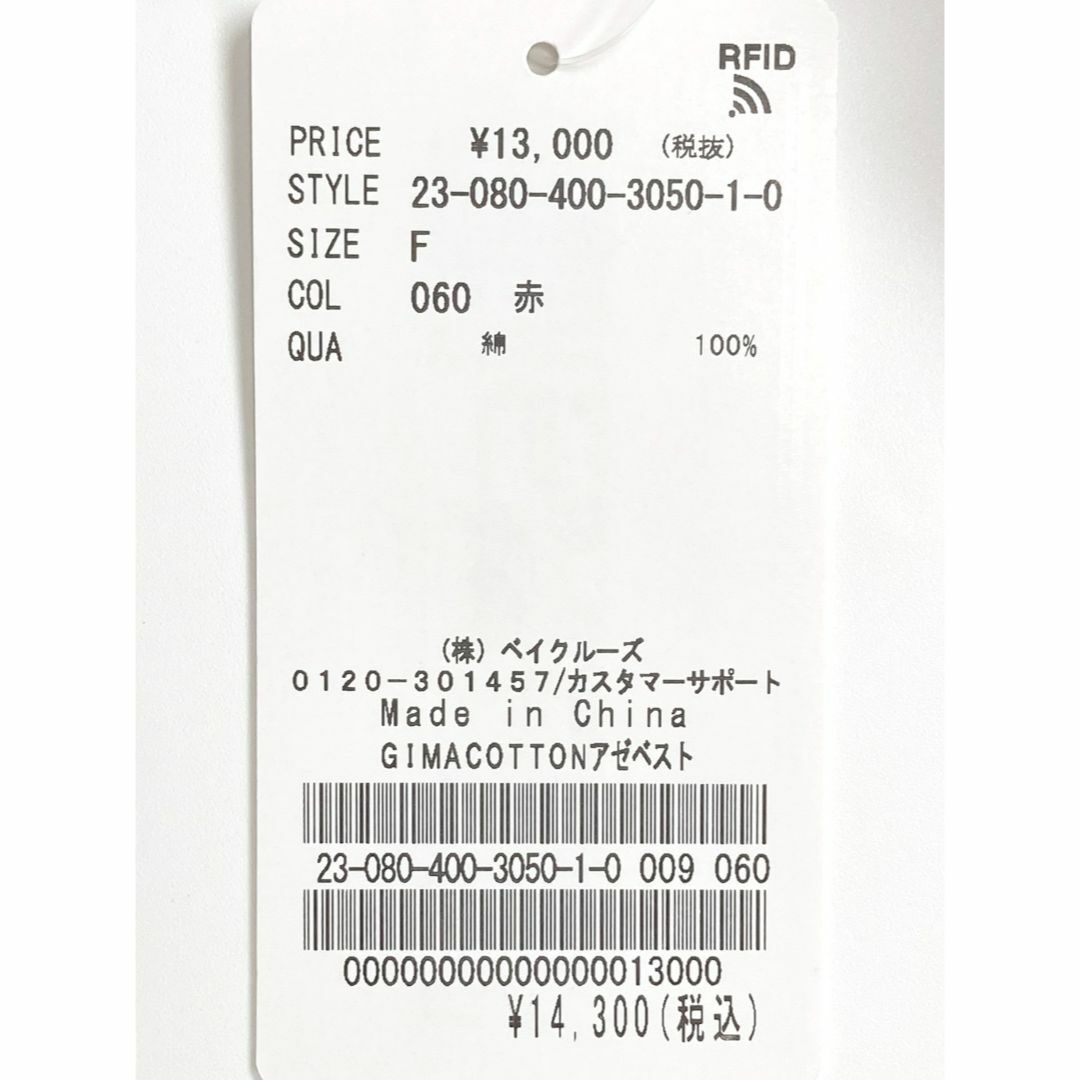 RFID
PRICE ¥13,000 (税抜)
STYLE 23-080-400-3050-1-0
SIZE F
COL 060 赤
QUA 綿 100%
(株)ベイクルーズ
0120-301457/カスタマーサポート
Made in China
GIMACOTTONアゼベスト
23-080-400-3050-1-0 009 060
00000000000000013000
¥14,300(税込)